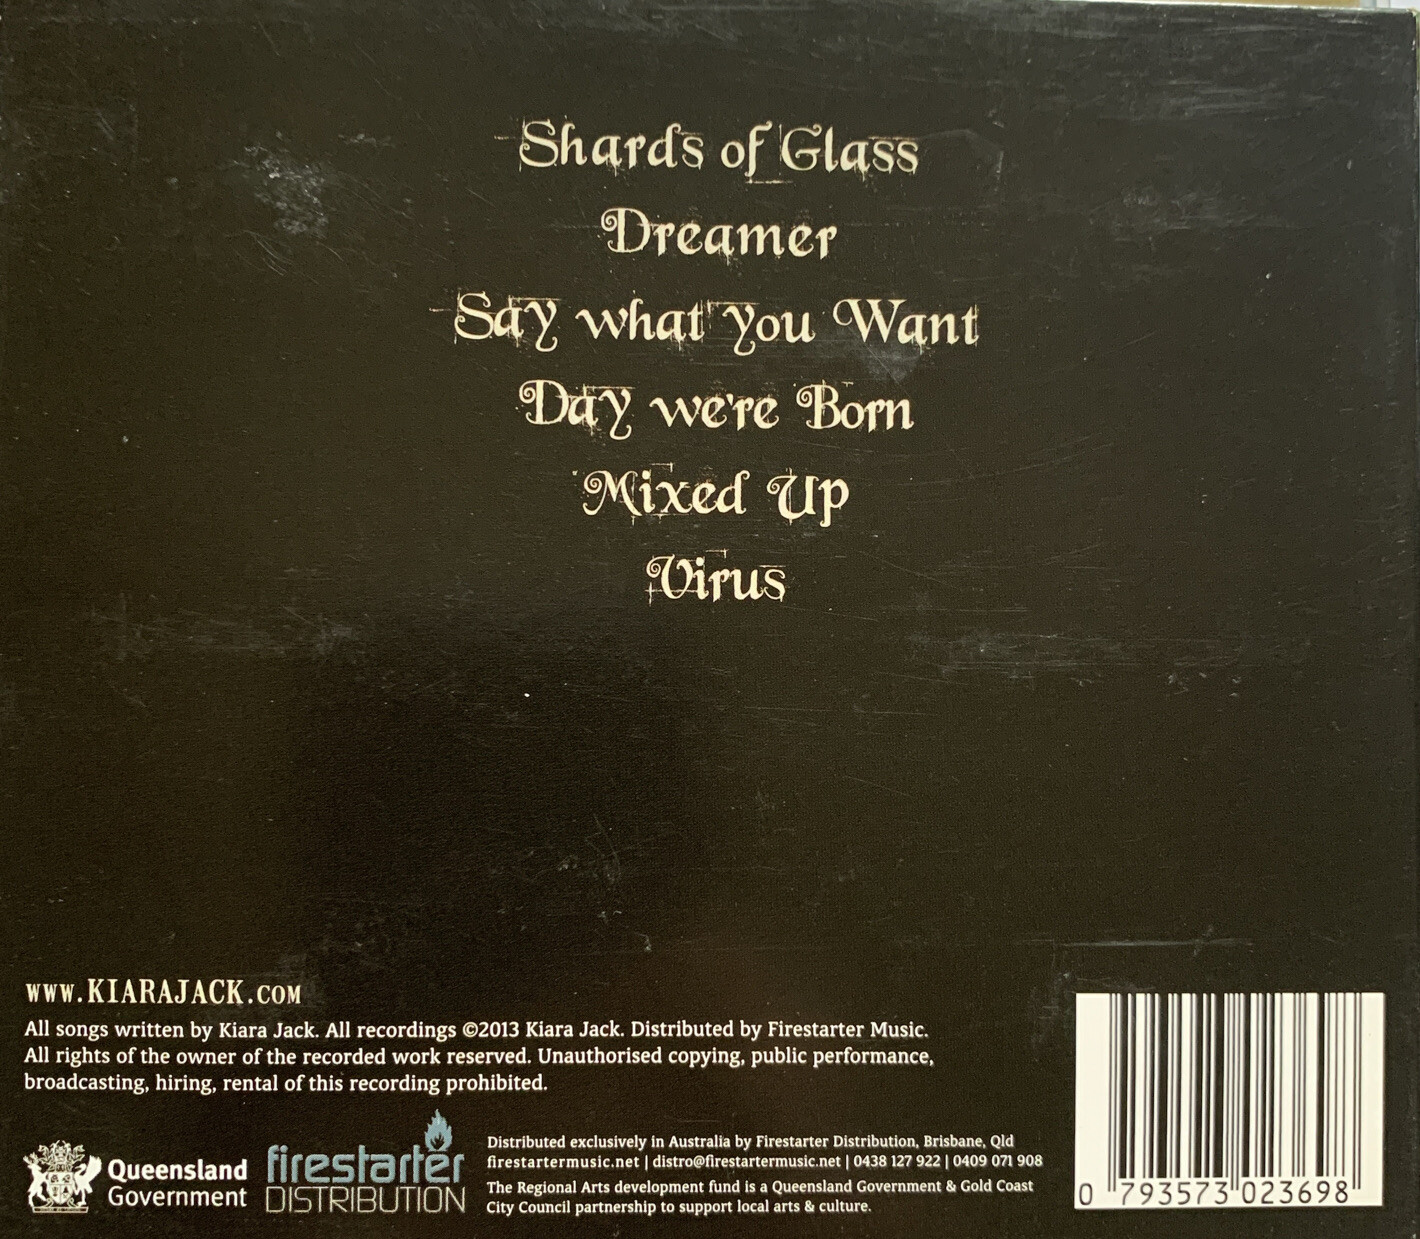 Shards of Glass
Dreamer
Say what you Want
Day we're Born
Mixed Up
Virus
www.KIARAJACK.com
All songs written by Kiara Jack. All recordings ©2013 Kiara Jack. Distributed by Firestarter Music.
All rights of the owner of the recorded work reserved. Unauthorised copying, public performance,
broadcasting, hiring, rental of this recording prohibited.
Queensland
Government
firestarter
DISTRIBUTION
Distributed exclusively in Australia by Firestarter Distribution, Brisbane, Qld
firestartermusic.net | distro@firestartermusic.net | 0438 127 922 | 0409 071 908
The Regional Arts development fund is a Queensland Government & Gold Coast
City Council partnership to support local arts & culture.
0 793573 023698